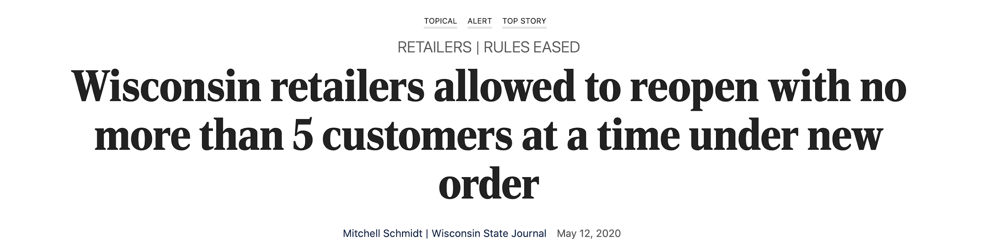 TOPICAL ALERT TOP STORY
RETAILERS | RULES EASED
Wisconsin retailers allowed to reopen with no
more than 5 customers at a time under new
order
Mitchell Schmidt | Wisconsin State Journal May 12, 2020